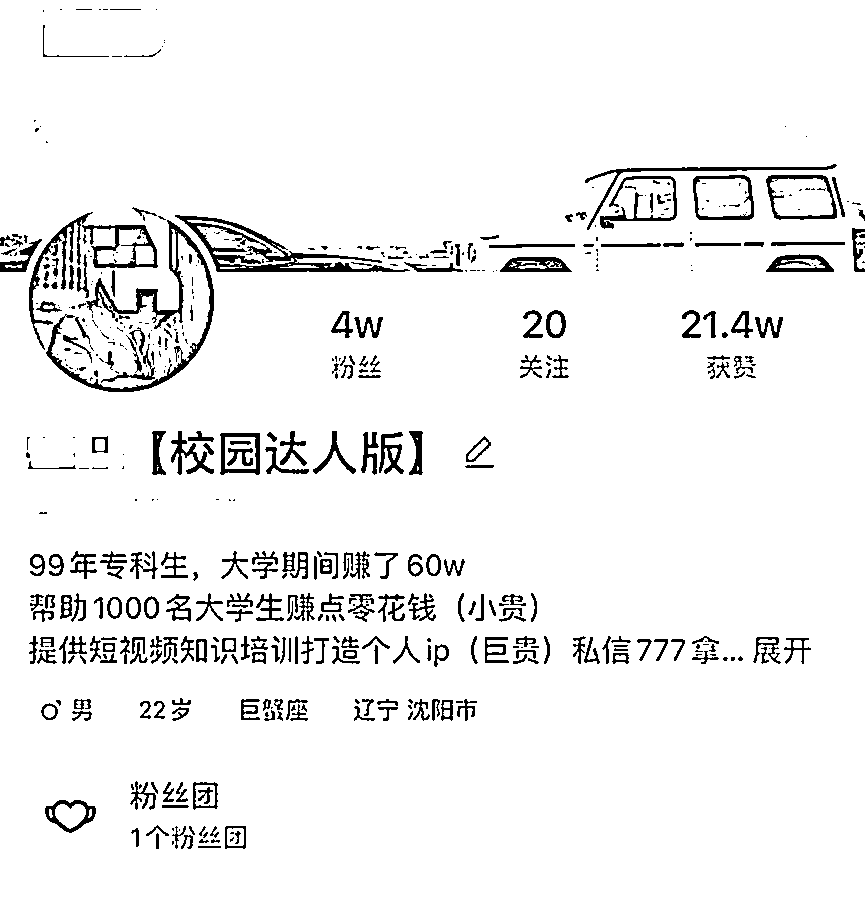 4w 20 21.4w
粉丝 关注 获赞
【校园达人版】
99年专科生，大学期间赚了60w
帮助1000名大学生赚点零花钱（小贵）
提供短视频知识培训打造个人ip（巨贵）私信777拿... 展开
♂ 男 22岁 巨蟹座 辽宁 沈阳市
粉丝团
1个粉丝团